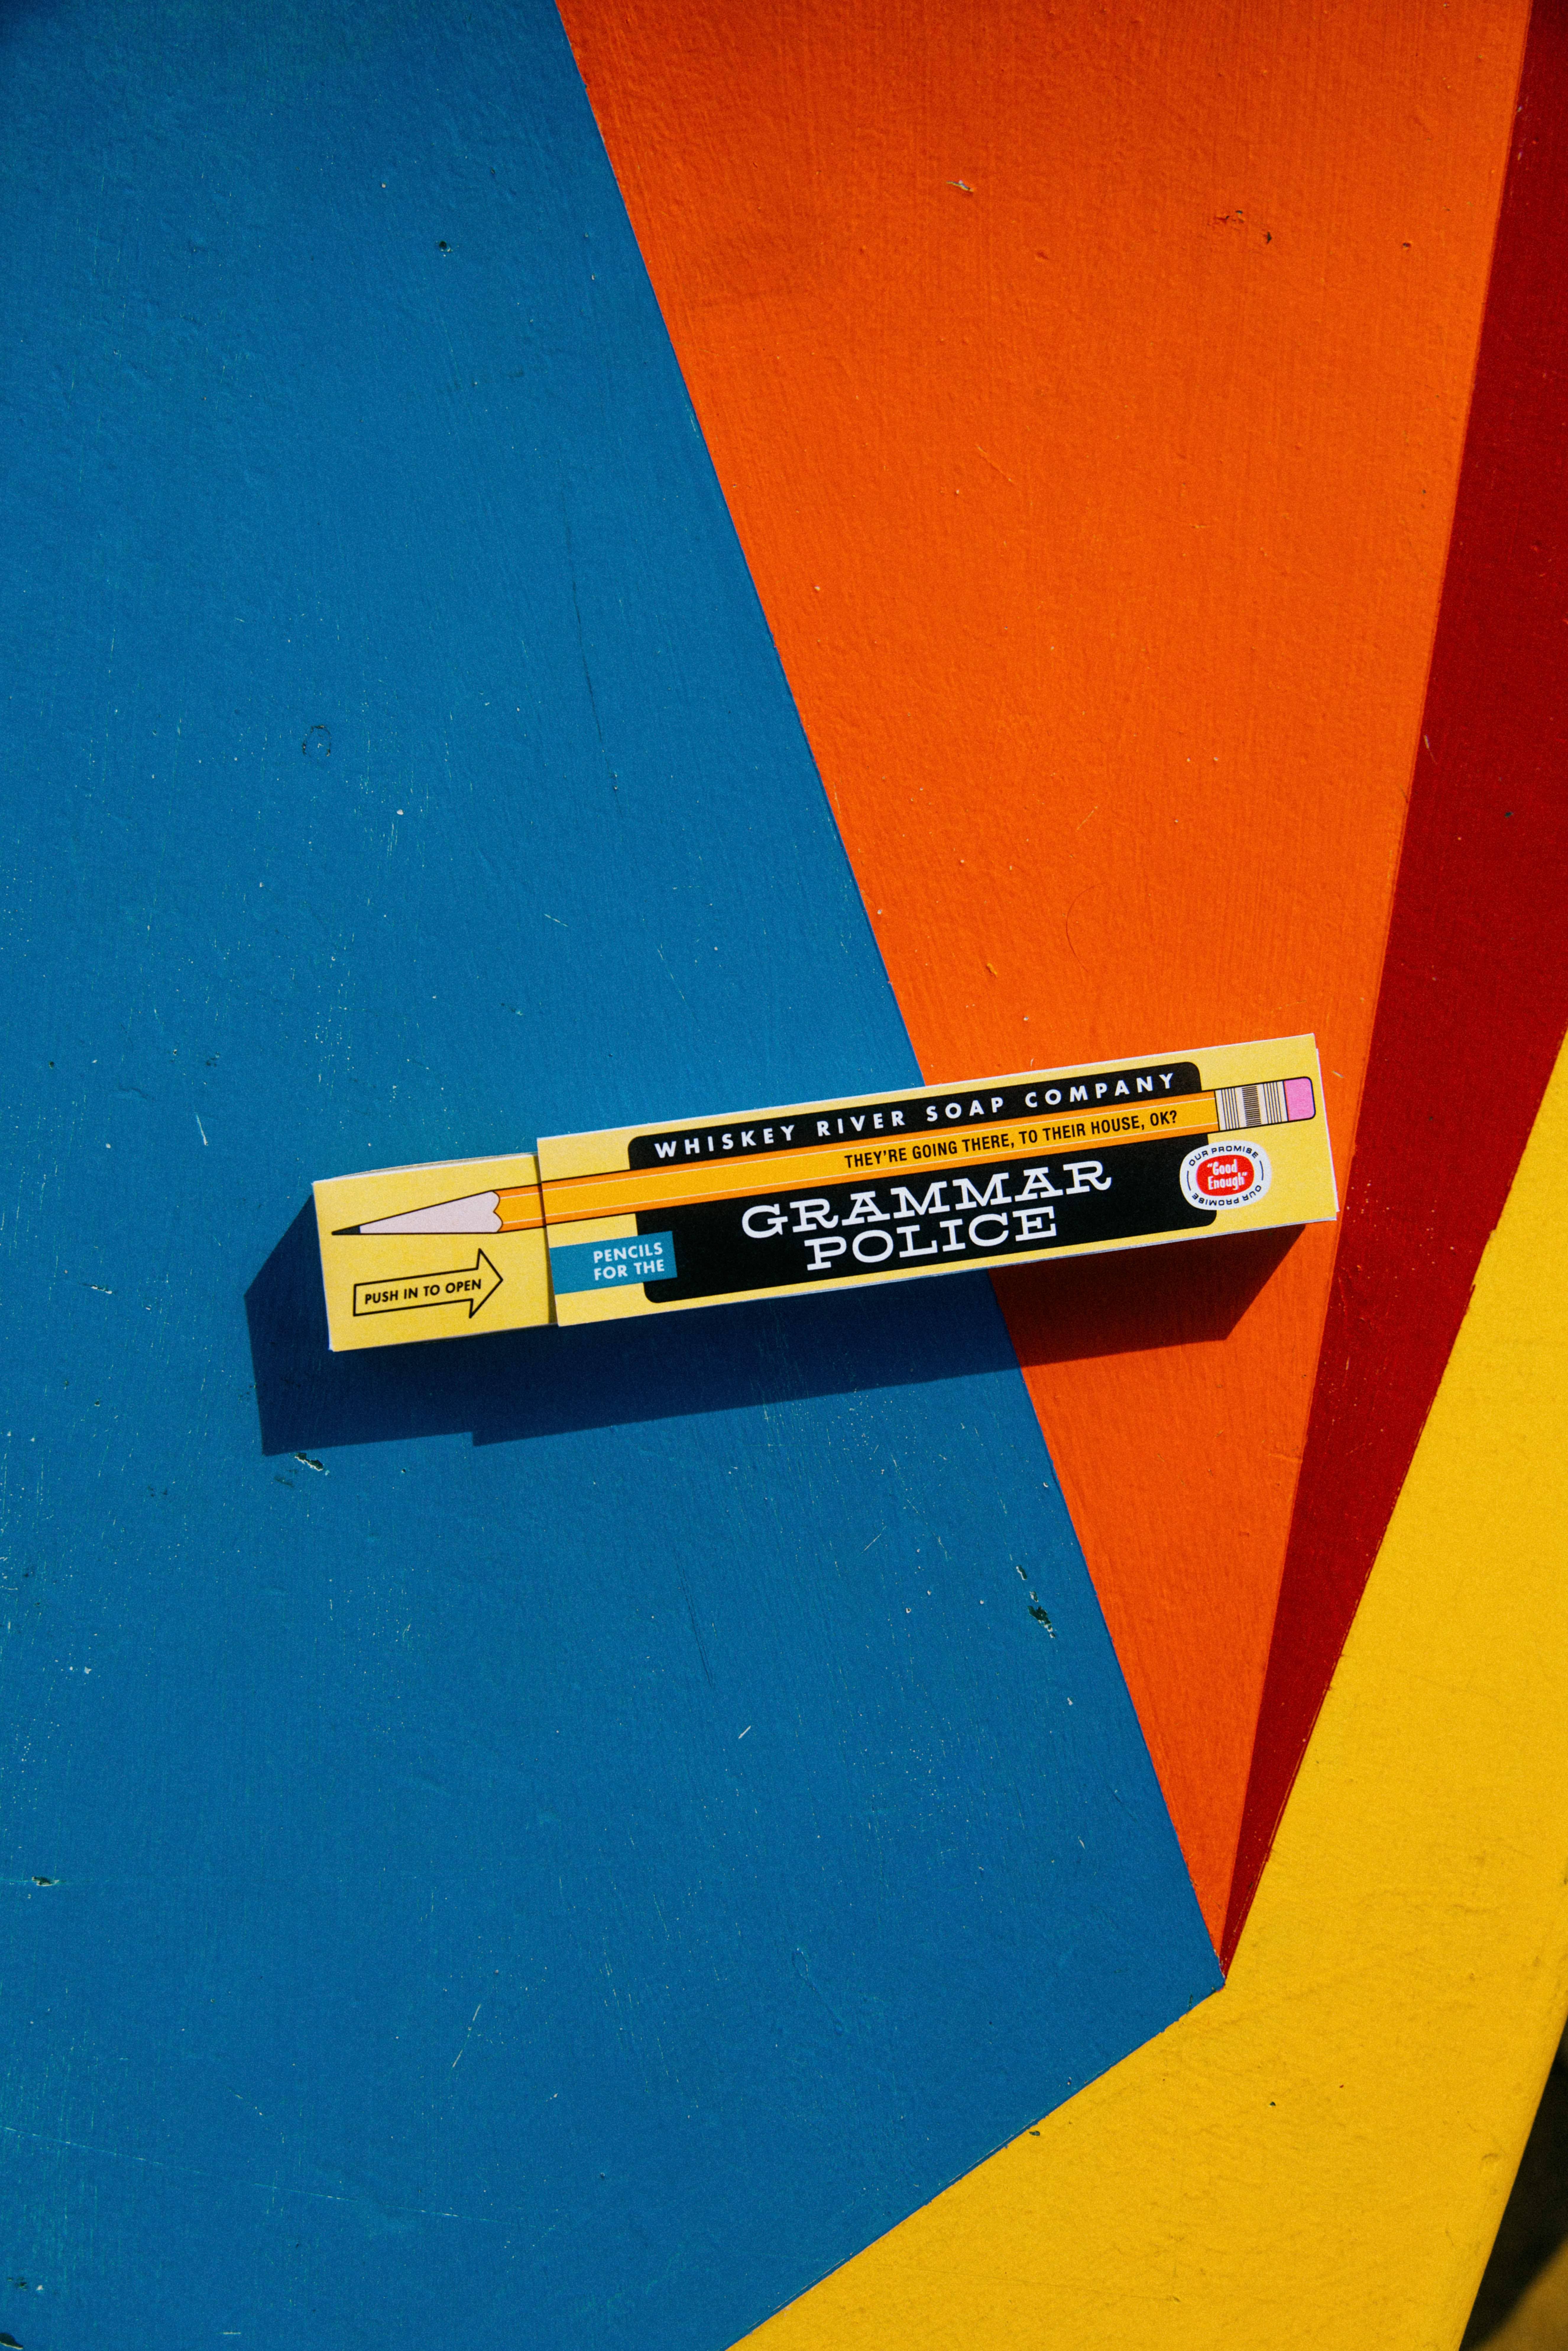 WHISKEY RIVER SOAP COMPANY
THEY'RE GOING THERE, TO THEIR HOUSE, OK?
PENCILS
FOR THE
GRAMMAR
POLICE
OUR PROMISE
"Good
Enough"
OUR PROMISE
PUSH IN TO OPEN